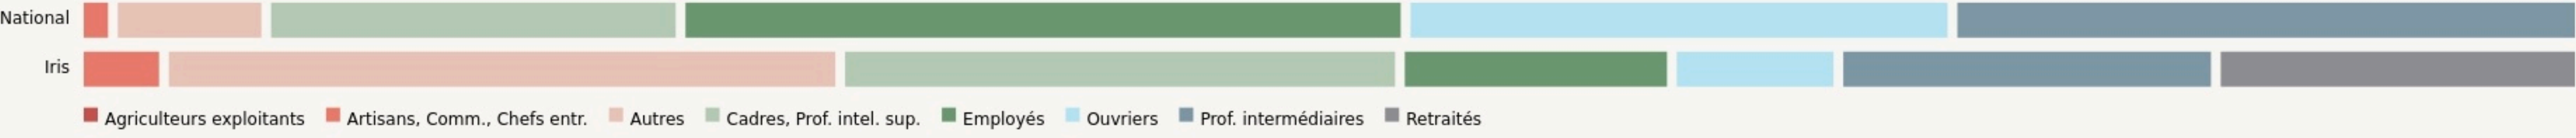 National
Iris
Agriculteurs exploitants Artisans, Comm., Chefs entr. Autres Cadres, Prof. intel. sup. Employés Ouvriers Prof. intermédiaires Retraités